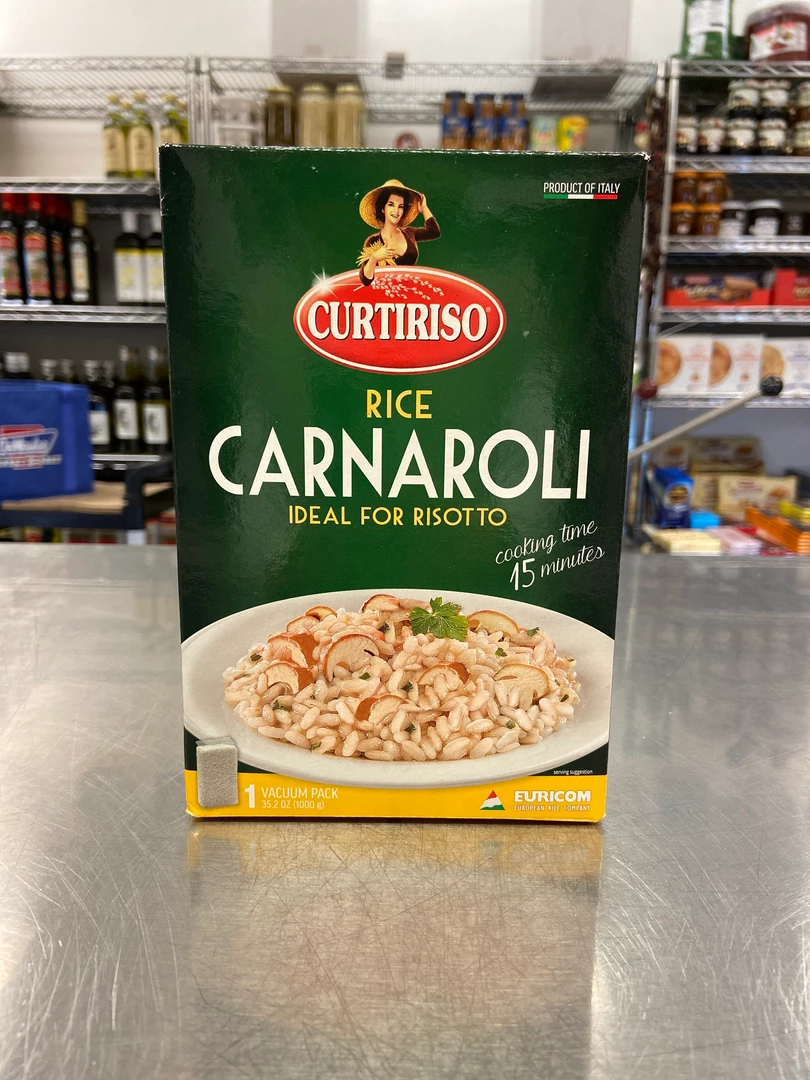 PRODUCT OF ITALY
CURTIRISO
RICE
CARNAROLI
IDEAL FOR RISOTTO
cooking time
15 minutes
serving suggestion
1 VACUUM PACK
35.2 OZ (1000 g)
EURICOM
EUROPEAN RICE COMPANY